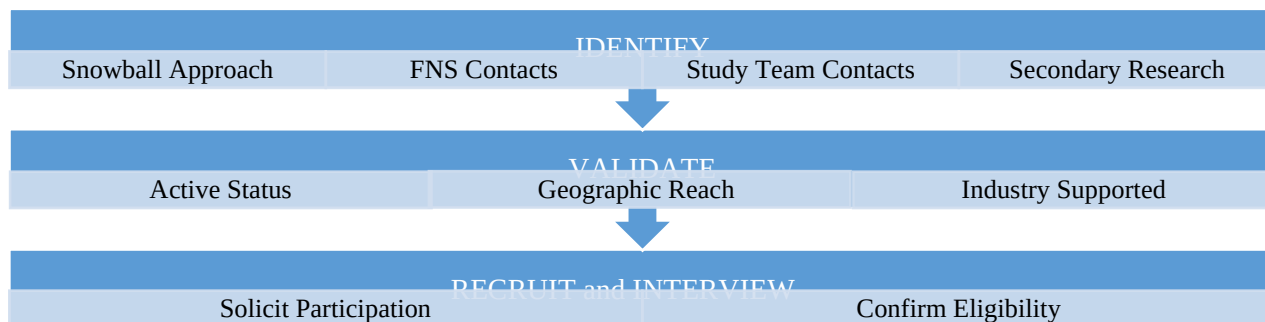 IDENTIFY
Snowball Approach FNS Contacts Study Team Contacts Secondary Research
VALIDATE
Active Status Geographic Reach Industry Supported
RECRUIT and INTERVIEW
Solicit Participation Confirm Eligibility